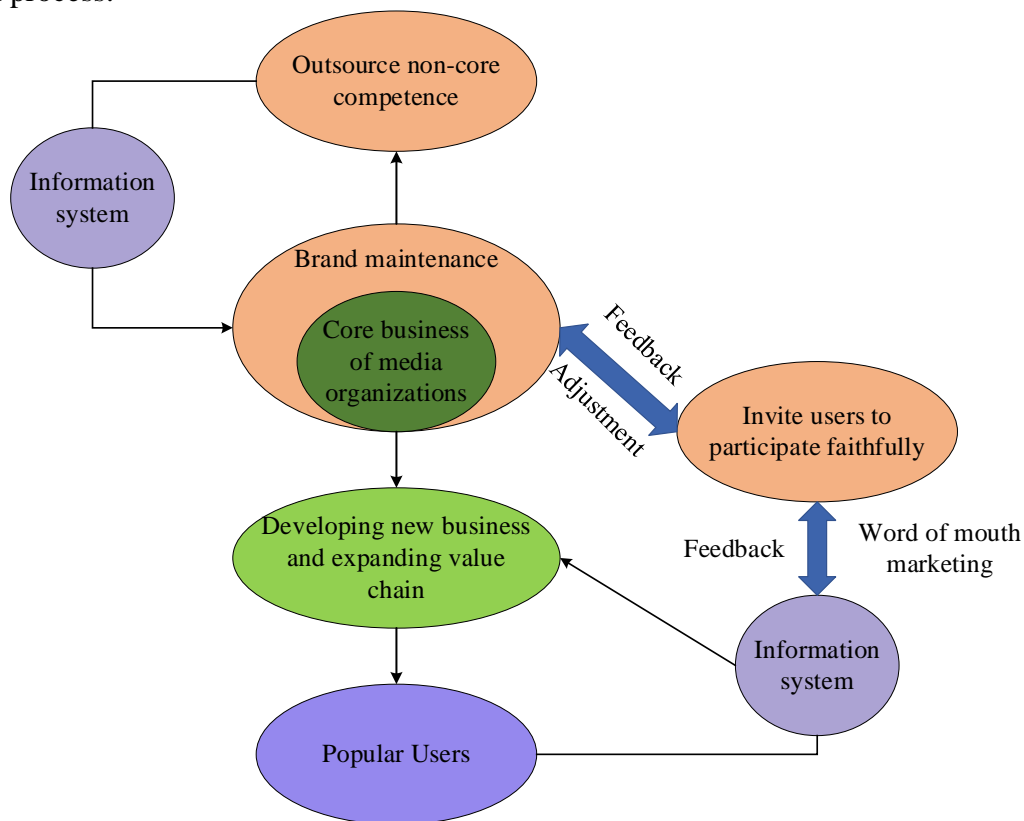 process.
Outsource non-core
competence
Information
system
Brand maintenance
Core business
of media
organizations
Feedback
Adjustment
Invite users to
participate faithfully
Developing new business
and expanding value
chain
Feedback
Word of mouth
marketing
Information
system
Popular Users